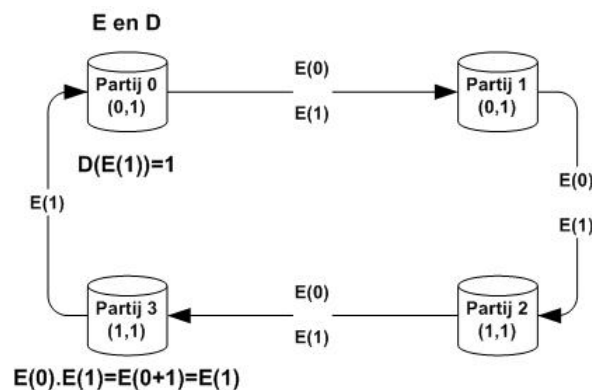 E en D
Partij 0
(0,1)
E(0)
E(1)
Partij 1
(0,1)
D(E(1))=1
E(0)
E(1)
E(1)
Partij 3
(1,1)
E(0)
E(1)
Partij 2
(1,1)
E(0).E(1)=E(0+1)=E(1)